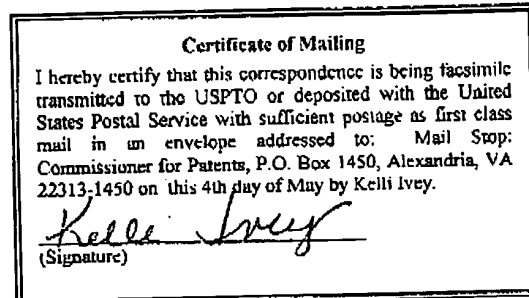 Certificate of Mailing
I hereby certify that this correspondence is being facsimile
transmitted to the USPTO or deposited with the United
States Postal Service with sufficient postage as first class
mail in an envelope addressed to: Mail Stop:
Commissioner for Patents, P.O. Box 1450, Alexandria, VA
22313-1450 on this 4th day of May by Kelli Ivey.
Kelli Ivey
(Signature)